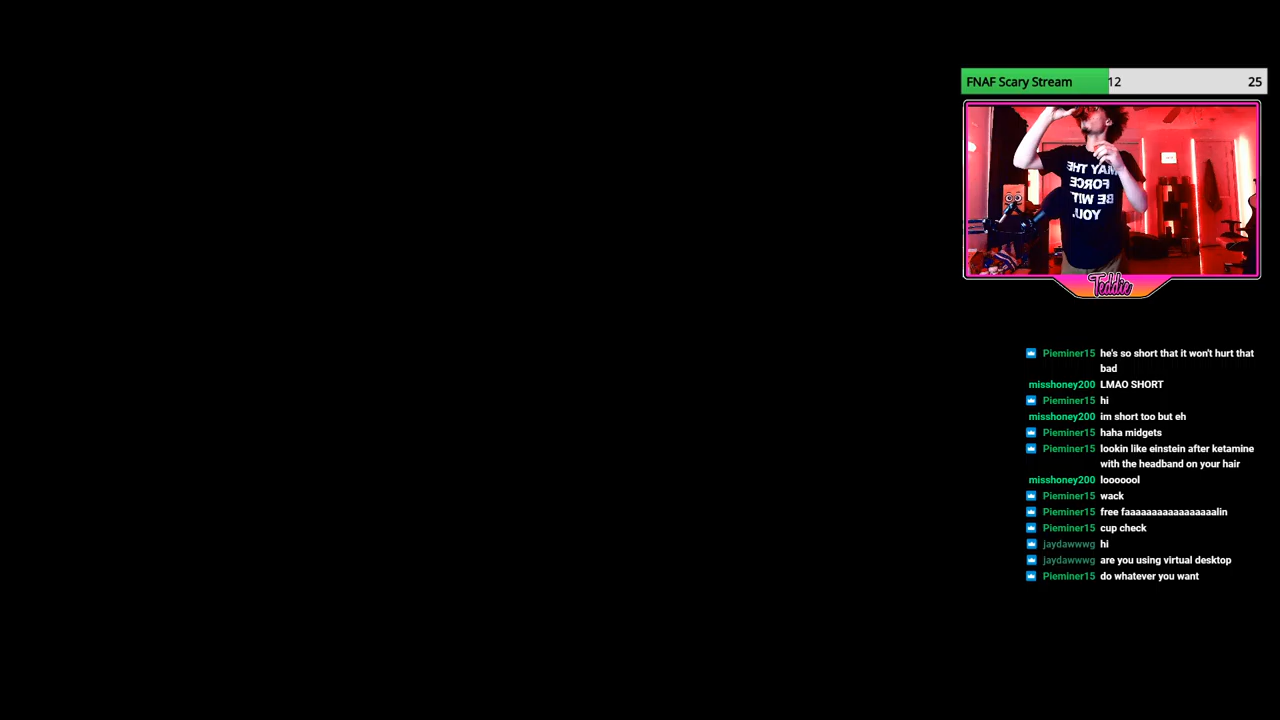 FNAF Scary Stream 12 25
MAY THE
FORCE
BE WIT
YOU.
Teddie
Pieminer15 he's so short that it won't hurt that
bad
misshoney200 LMAO SHORT
Pieminer15 hi
misshoney200 im short too but eh
Pieminer15 haha midgets
Pieminer15 lookin like einstein after ketamine
with the headband on your hair
misshoney200 looooool
Pieminer15 wack
Pieminer15 free faaaaaaaaaaaaaaaaalin
Pieminer15 cup check
jaydawwwg hi
jaydawwwg are you using virtual desktop
Pieminer15 do whatever you want